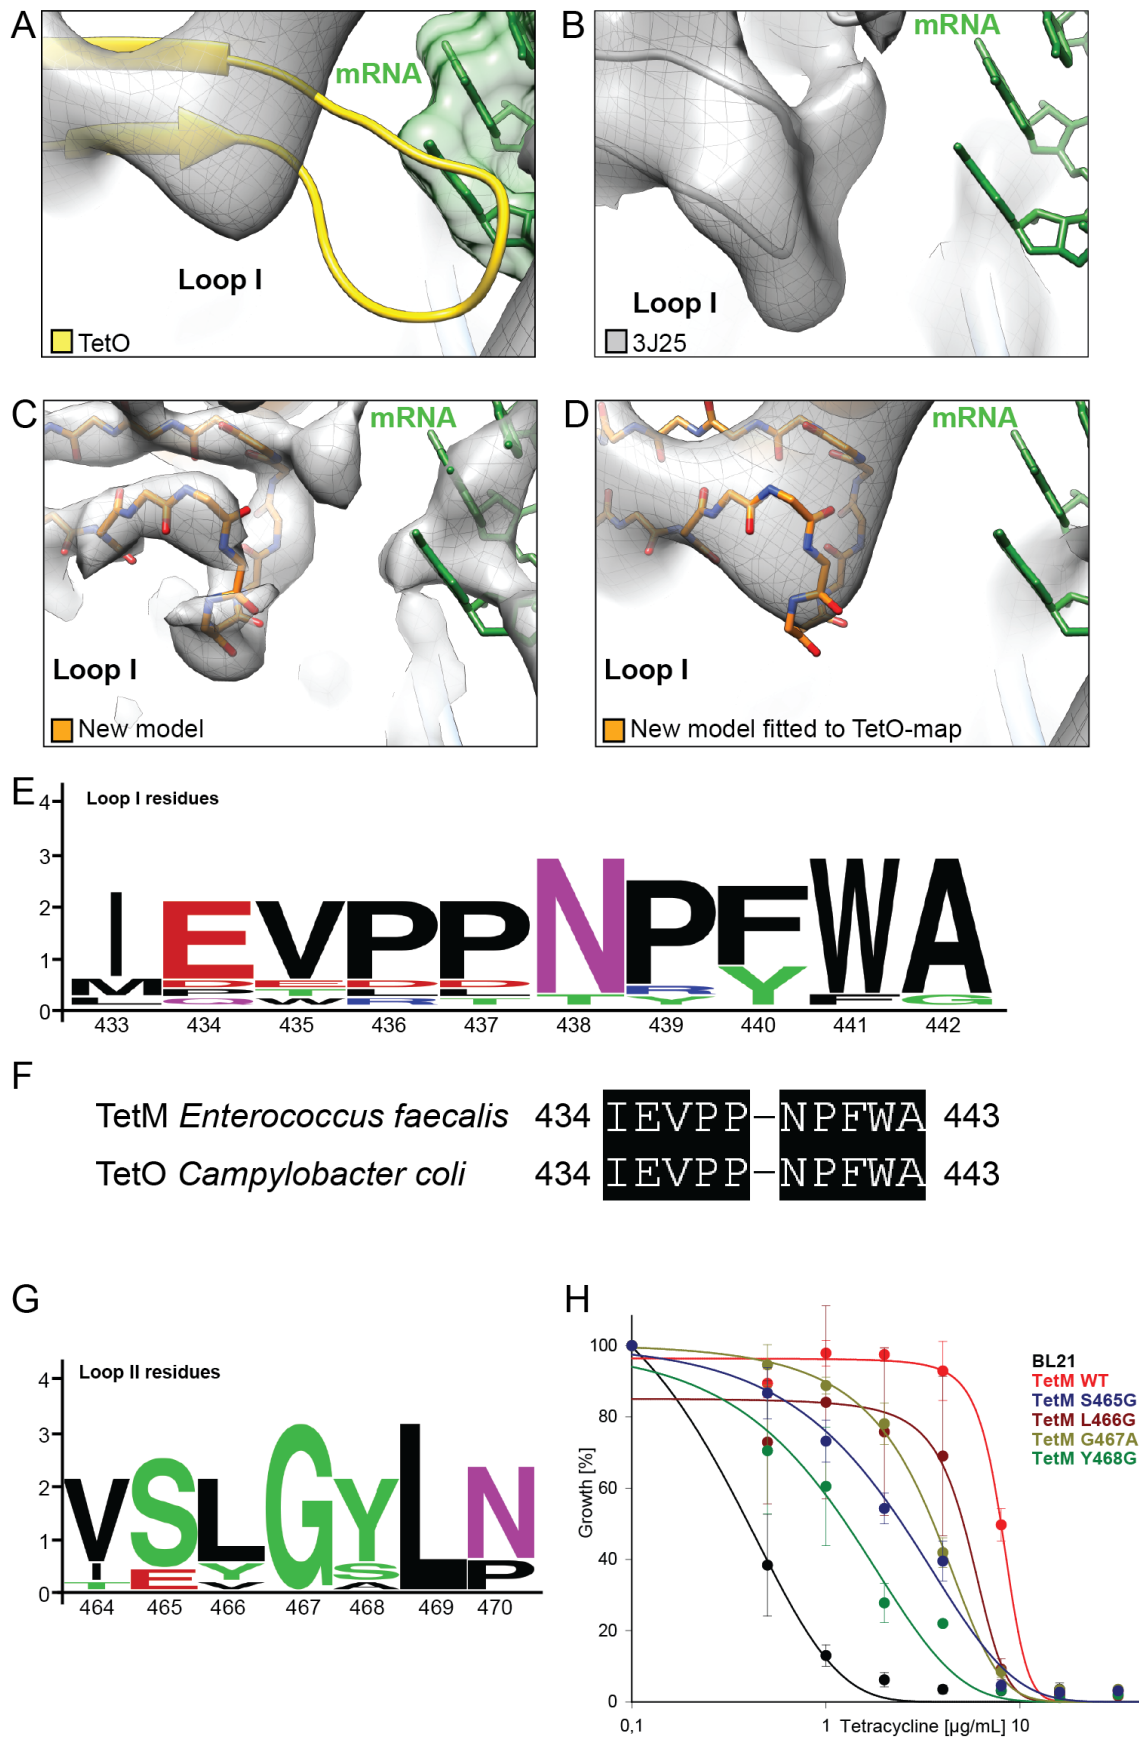 A
mRNA
Loop I
TetO
B
mRNA
Loop I
3J25
C
mRNA
Loop I
New model
D
mRNA
Loop I
New model fitted to TetO-map
E
Loop I residues
4
3
2
1
0
I E V P P N P F W A
433 434 435 436 437 438 439 440 441 442
F
TetM Enterococcus faecalis 434 IEVPP–NPFWA 443
TetO Campylobacter coli 434 IEVPP–NPFWA 443
G
Loop II residues
4
3
2
1
0
V S L G Y L N
464 465 466 467 468 469 470
H
Growth [%]
100
80
60
40
20
0
BL21
TetM WT
TetM S465G
TetM L466G
TetM G467A
TetM Y468G
0,1 1 Tetracycline [µg/mL] 10